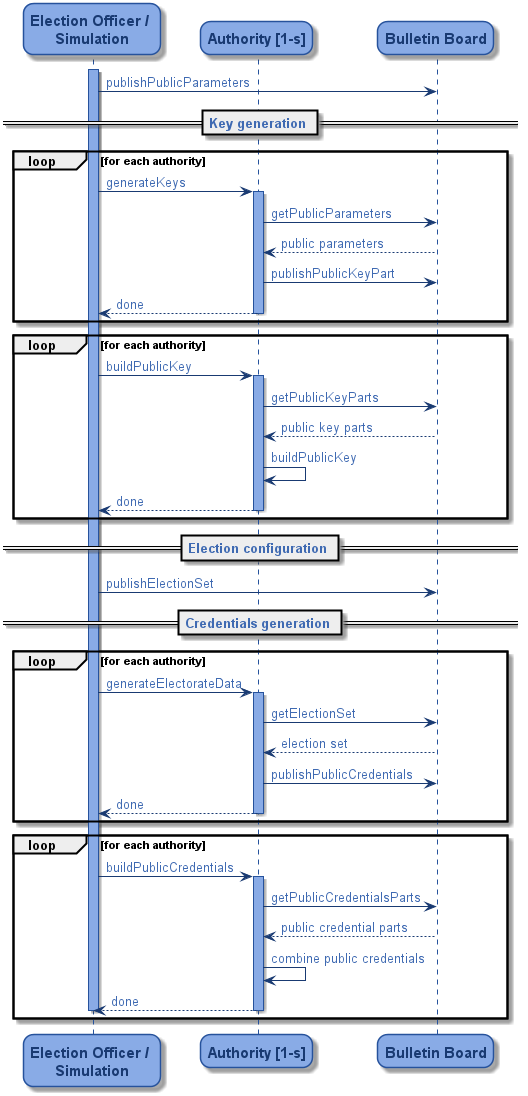 Election Officer /
Simulation
Authority [1-s]
Bulletin Board
publishPublicParameters
Key generation
loop [for each authority]
generateKeys
getPublicParameters
public parameters
publishPublicKeyPart
done
loop [for each authority]
buildPublicKey
getPublicKeyParts
public key parts
buildPublicKey
done
Election configuration
publishElectionSet
Credentials generation
loop [for each authority]
generateElectorateData
getElectionSet
election set
publishPublicCredentials
done
loop [for each authority]
buildPublicCredentials
getPublicCredentialsParts
public credential parts
combine public credentials
done
Election Officer /
Simulation
Authority [1-s]
Bulletin Board